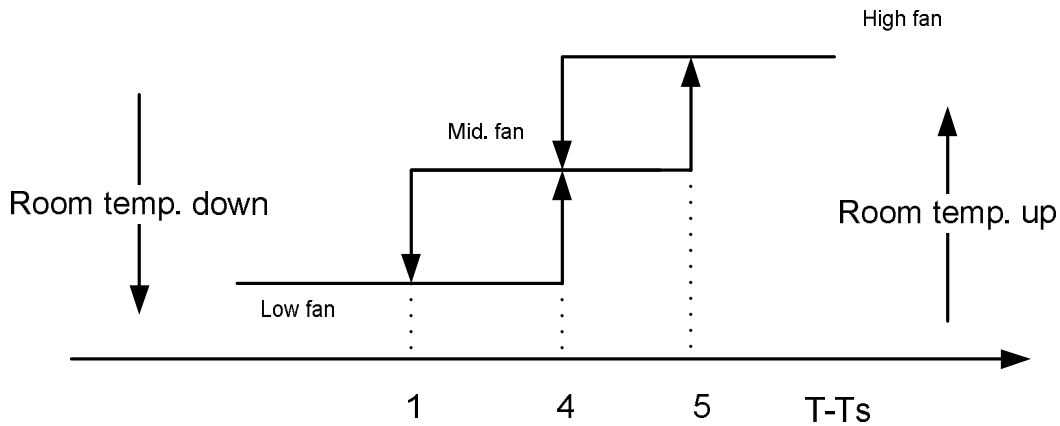 High fan
Mid. fan
Room temp. down
Room temp. up
Low fan
1 4 5 T-Ts